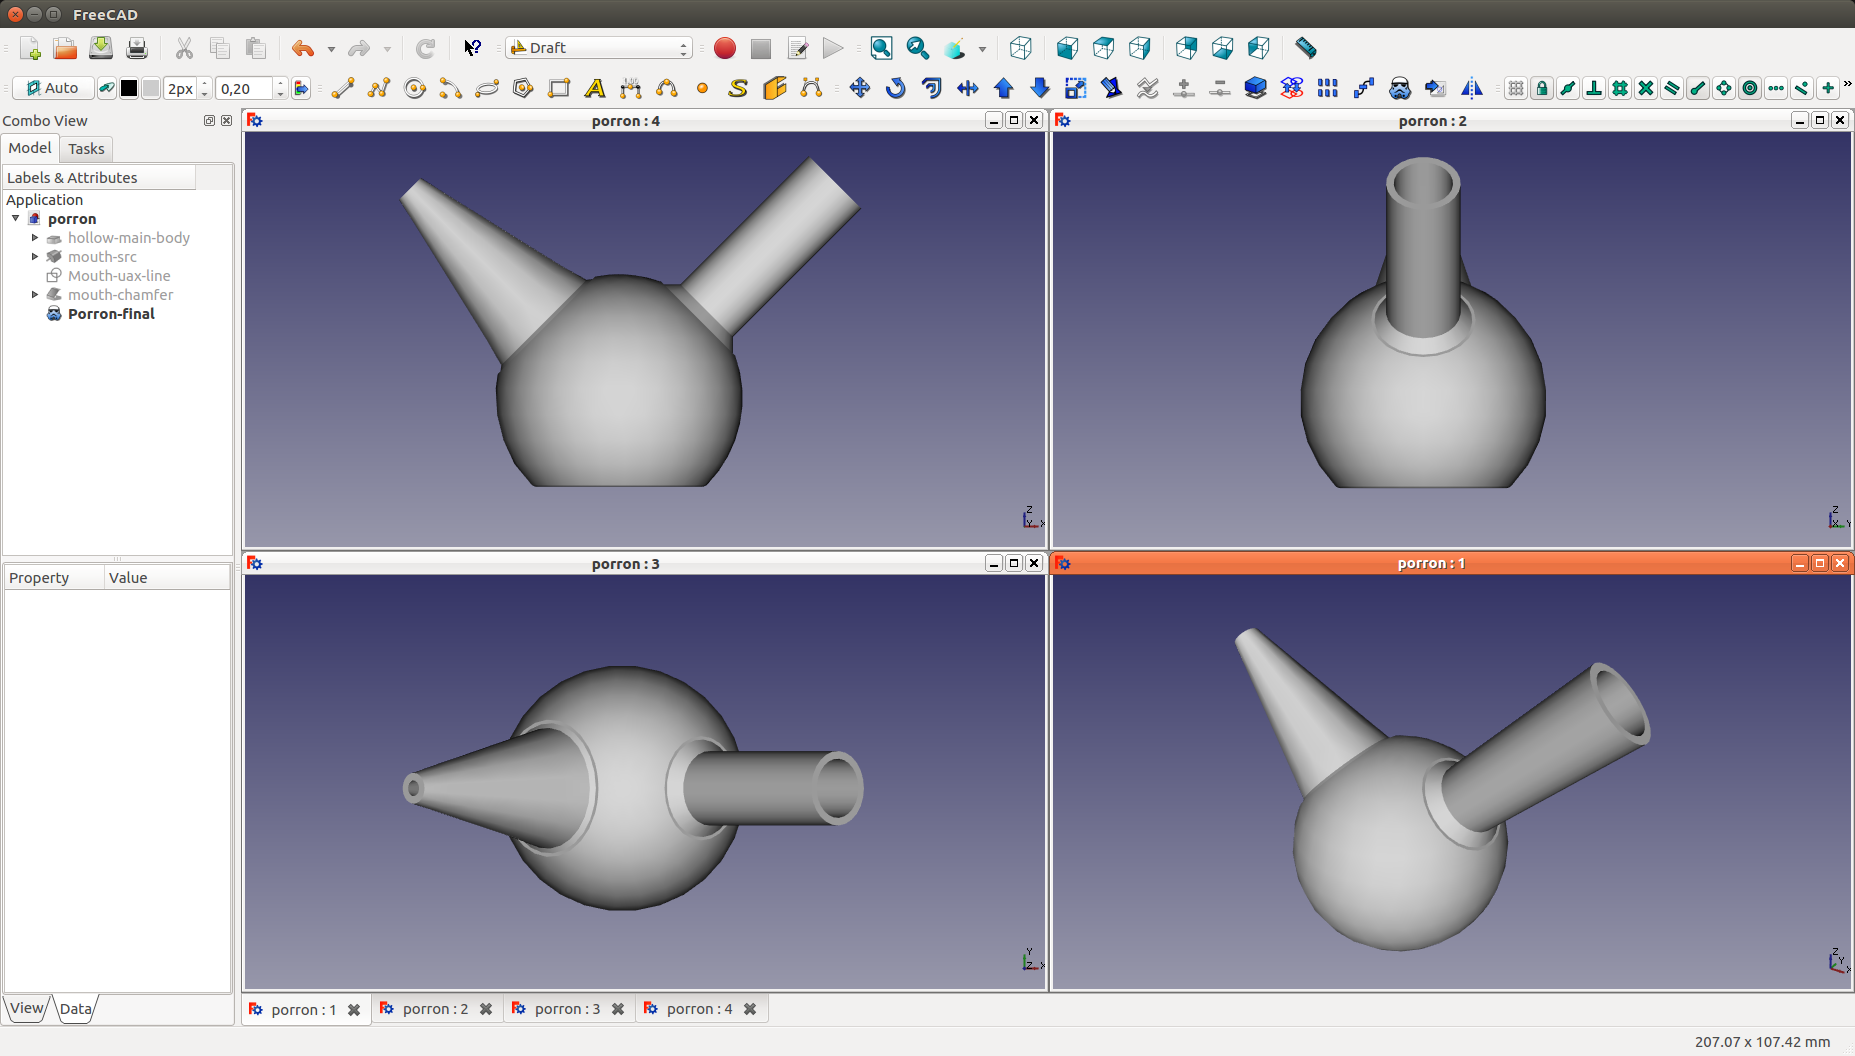 FreeCAD
Draft
Auto
2px
0,20
Combo View
Model
Tasks
Labels & Attributes
Application
porron
hollow-main-body
mouth-src
Mouth-uax-line
mouth-chamfer
Porron-final
Property
Value
View
Data
porron : 4
Z
Y X
porron : 2
Z
X Y
porron : 3
Y
Z X
porron : 1
Z
Y
X
porron : 1
porron : 2
porron : 3
porron : 4
207.07 x 107.42 mm